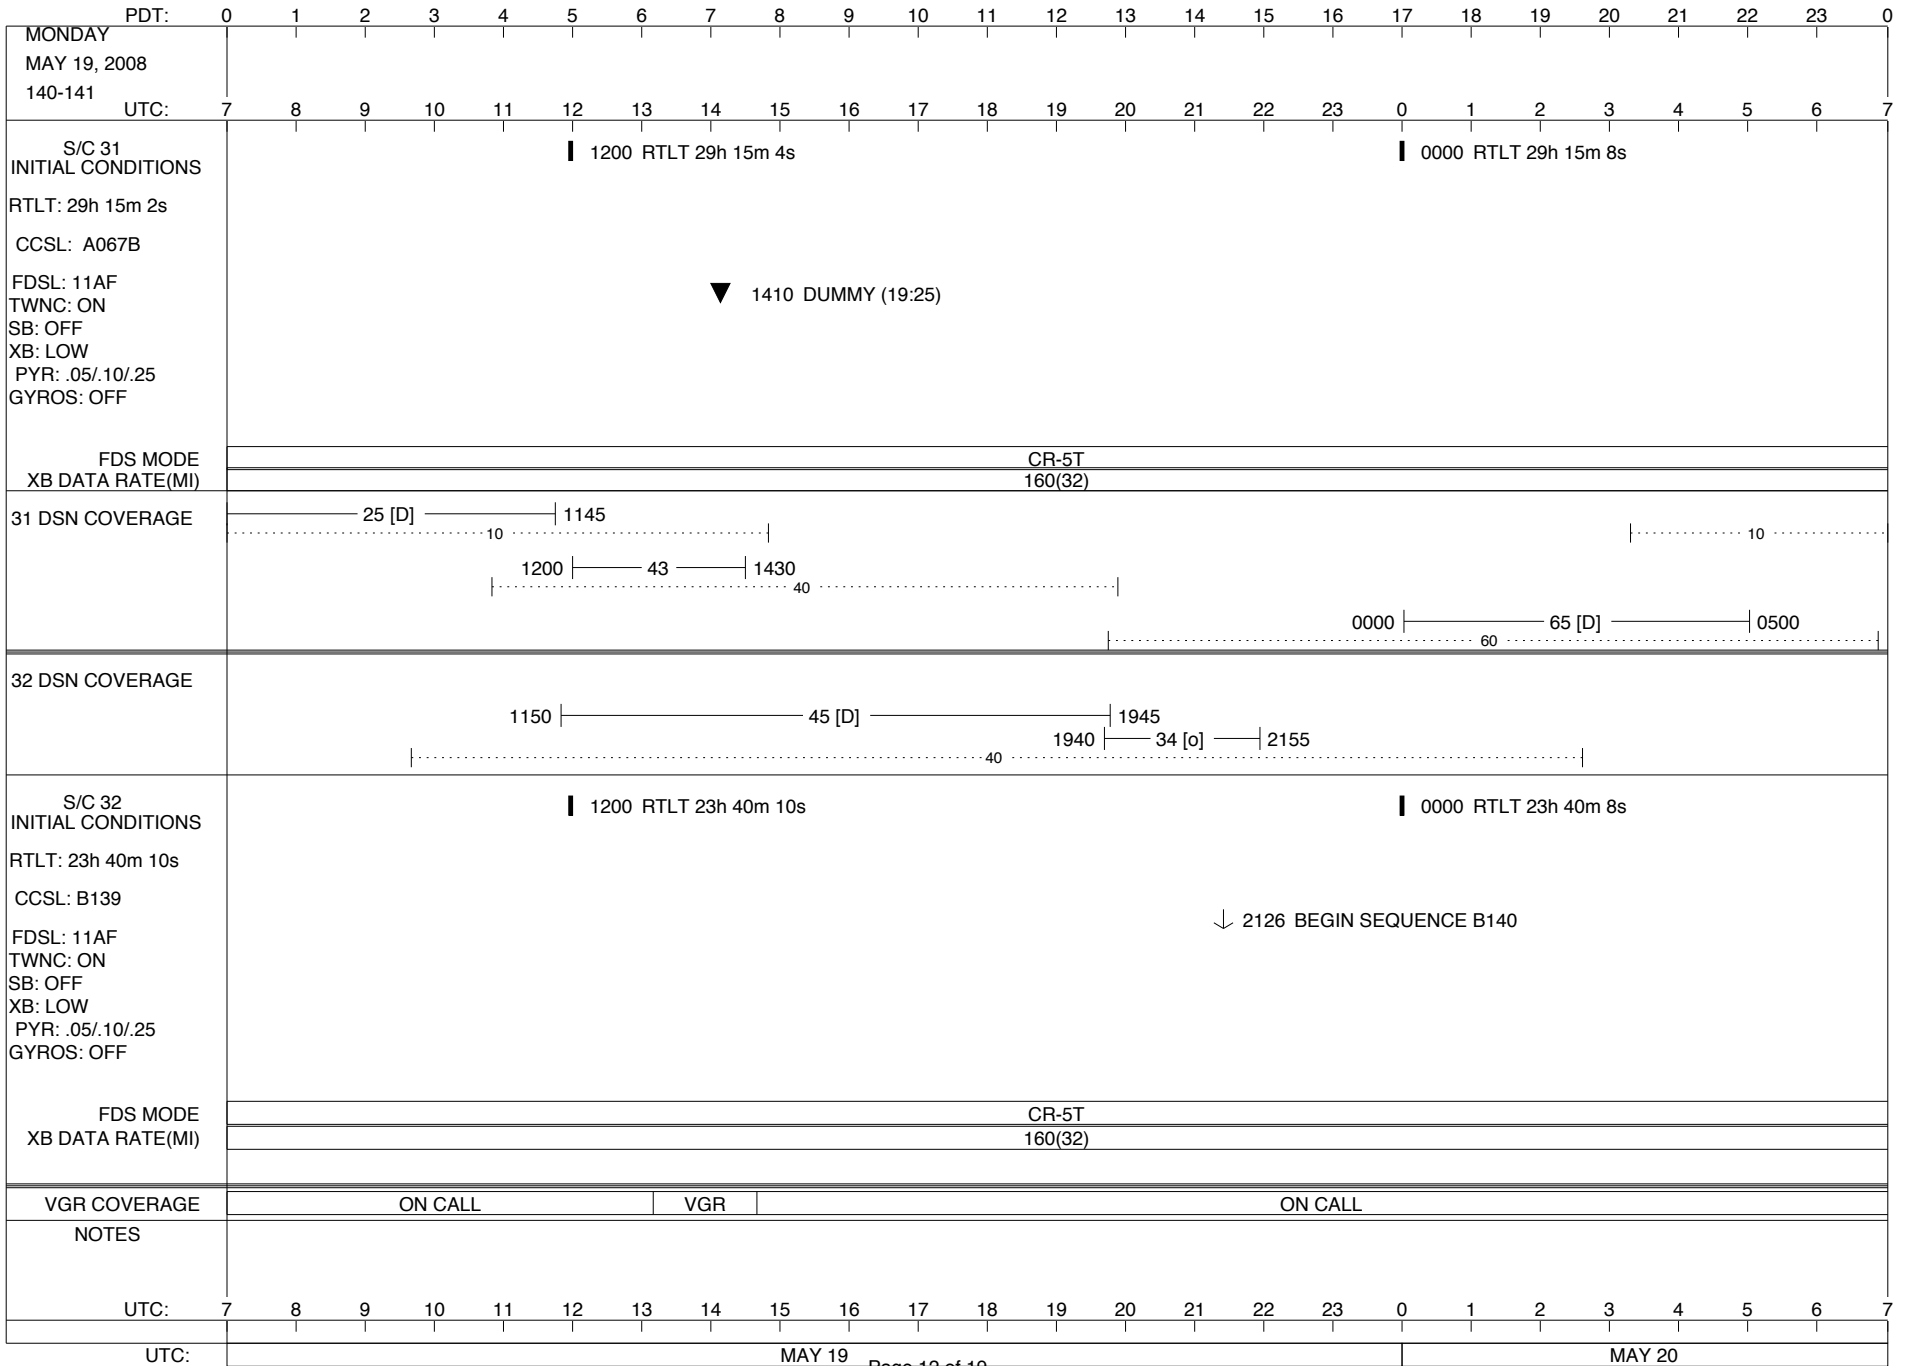 PDT: 0 1 2 3 4 5 6 7 8 9 10 11 12 13 14 15 16 17 18 19 20 21 22 23 0
MONDAY
MAY 19, 2008
140-141
UTC: 7 8 9 10 11 12 13 14 15 16 17 18 19 20 21 22 23 0 1 2 3 4 5 6 7
S/C 31
INITIAL CONDITIONS
1200 RTLT 29h 15m 4s
0000 RTLT 29h 15m 8s
RTLT: 29h 15m 2s
CCSL: A067B
FDSL: 11AF
TWNC: ON
SB: OFF
XB: LOW
PYR: .05/.10/.25
GYROS: OFF
1410 DUMMY (19:25)
FDS MODE CR-5T
XB DATA RATE(MI) 160(32)
31 DSN COVERAGE
25 [D] 1145
10 10
1200 43 1430
40
0000 65 [D] 0500
60
32 DSN COVERAGE
1150 45 [D] 1945
1940 34 [o] 2155
40
S/C 32
INITIAL CONDITIONS
1200 RTLT 23h 40m 10s
0000 RTLT 23h 40m 8s
RTLT: 23h 40m 10s
CCSL: B139
2126 BEGIN SEQUENCE B140
FDSL: 11AF
TWNC: ON
SB: OFF
XB: LOW
PYR: .05/.10/.25
GYROS: OFF
FDS MODE CR-5T
XB DATA RATE(MI) 160(32)
VGR COVERAGE ON CALL VGR ON CALL
NOTES
UTC: 7 8 9 10 11 12 13 14 15 16 17 18 19 20 21 22 23 0 1 2 3 4 5 6 7
UTC: MAY 19 MAY 20
Page 12 of 19